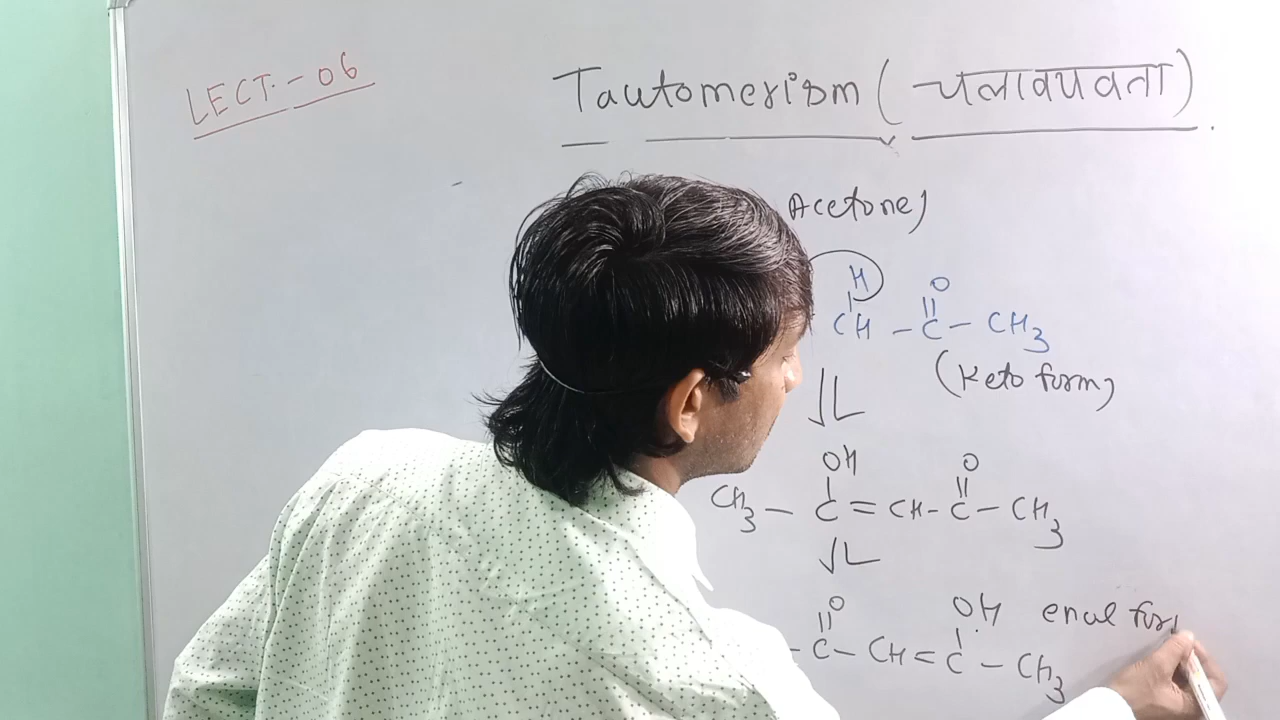 LECT.-06
Tautomerism (चलावयवता)
Acetone)
H O
CH - C - CH3
(Keto form)
OH O
CH3 - C = CH - C - CH3
O OH enol form
- C - CH = C - CH3